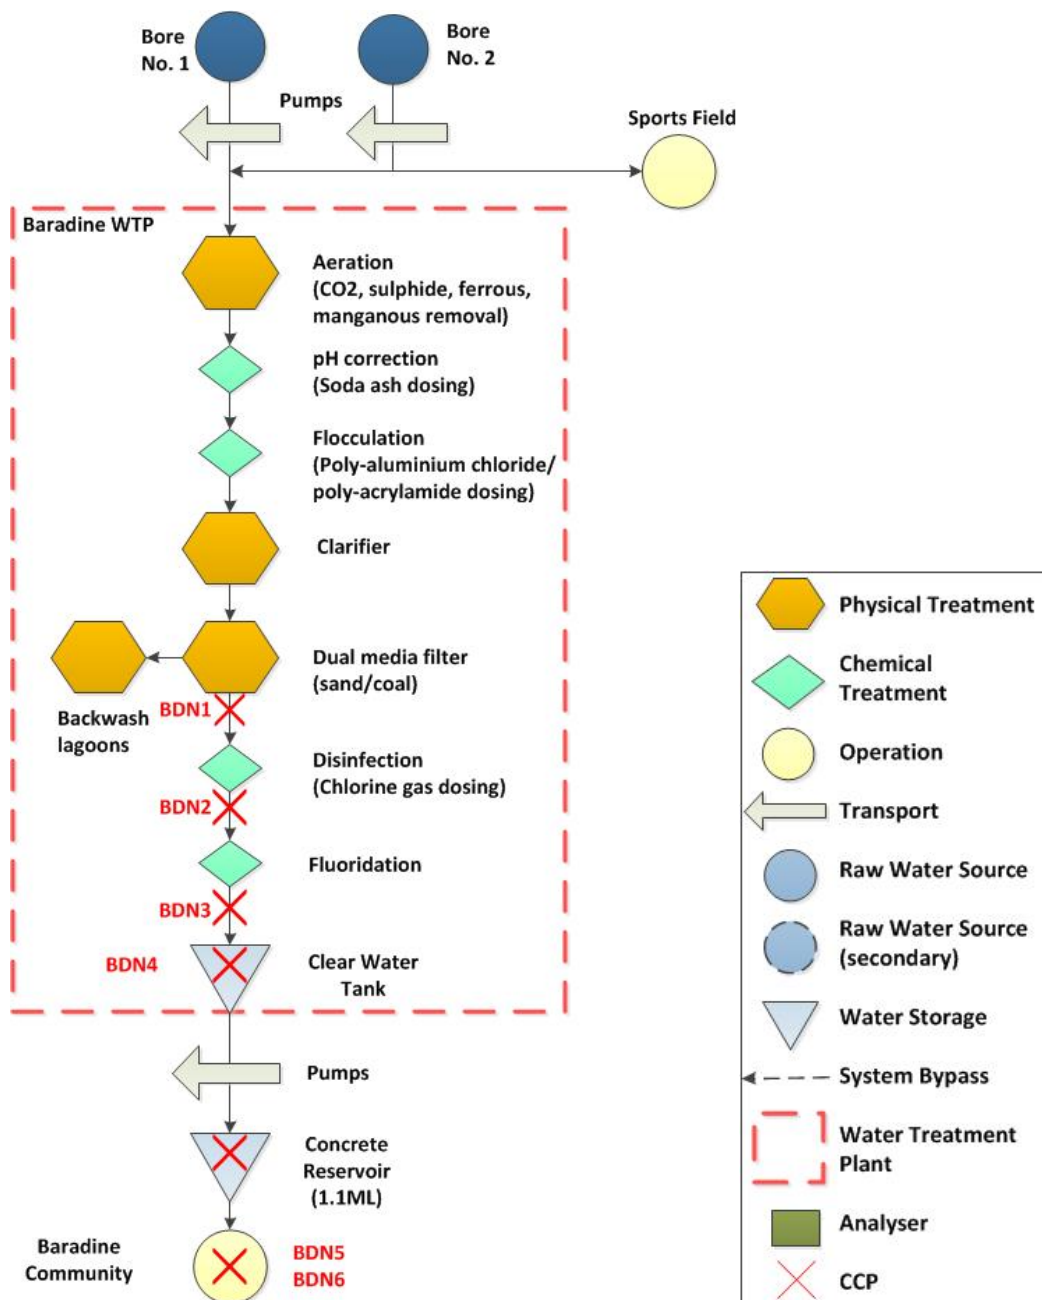 Bore
No. 1
Bore
No. 2
Pumps
Sports Field
Baradine WTP
Aeration
(CO2, sulphide, ferrous,
manganous removal)
pH correction
(Soda ash dosing)
Flocculation
(Poly-aluminium chloride/
poly-acrylamide dosing)
Clarifier
Dual media filter
(sand/coal)
Backwash
lagoons
BDN1
Disinfection
(Chlorine gas dosing)
BDN2
Fluoridation
BDN3
BDN4
Clear Water
Tank
Pumps
Concrete
Reservoir
(1.1ML)
Baradine
Community
BDN5
BDN6
Physical Treatment
Chemical
Treatment
Operation
Transport
Raw Water Source
Raw Water Source
(secondary)
Water Storage
System Bypass
Water Treatment
Plant
Analyser
CCP